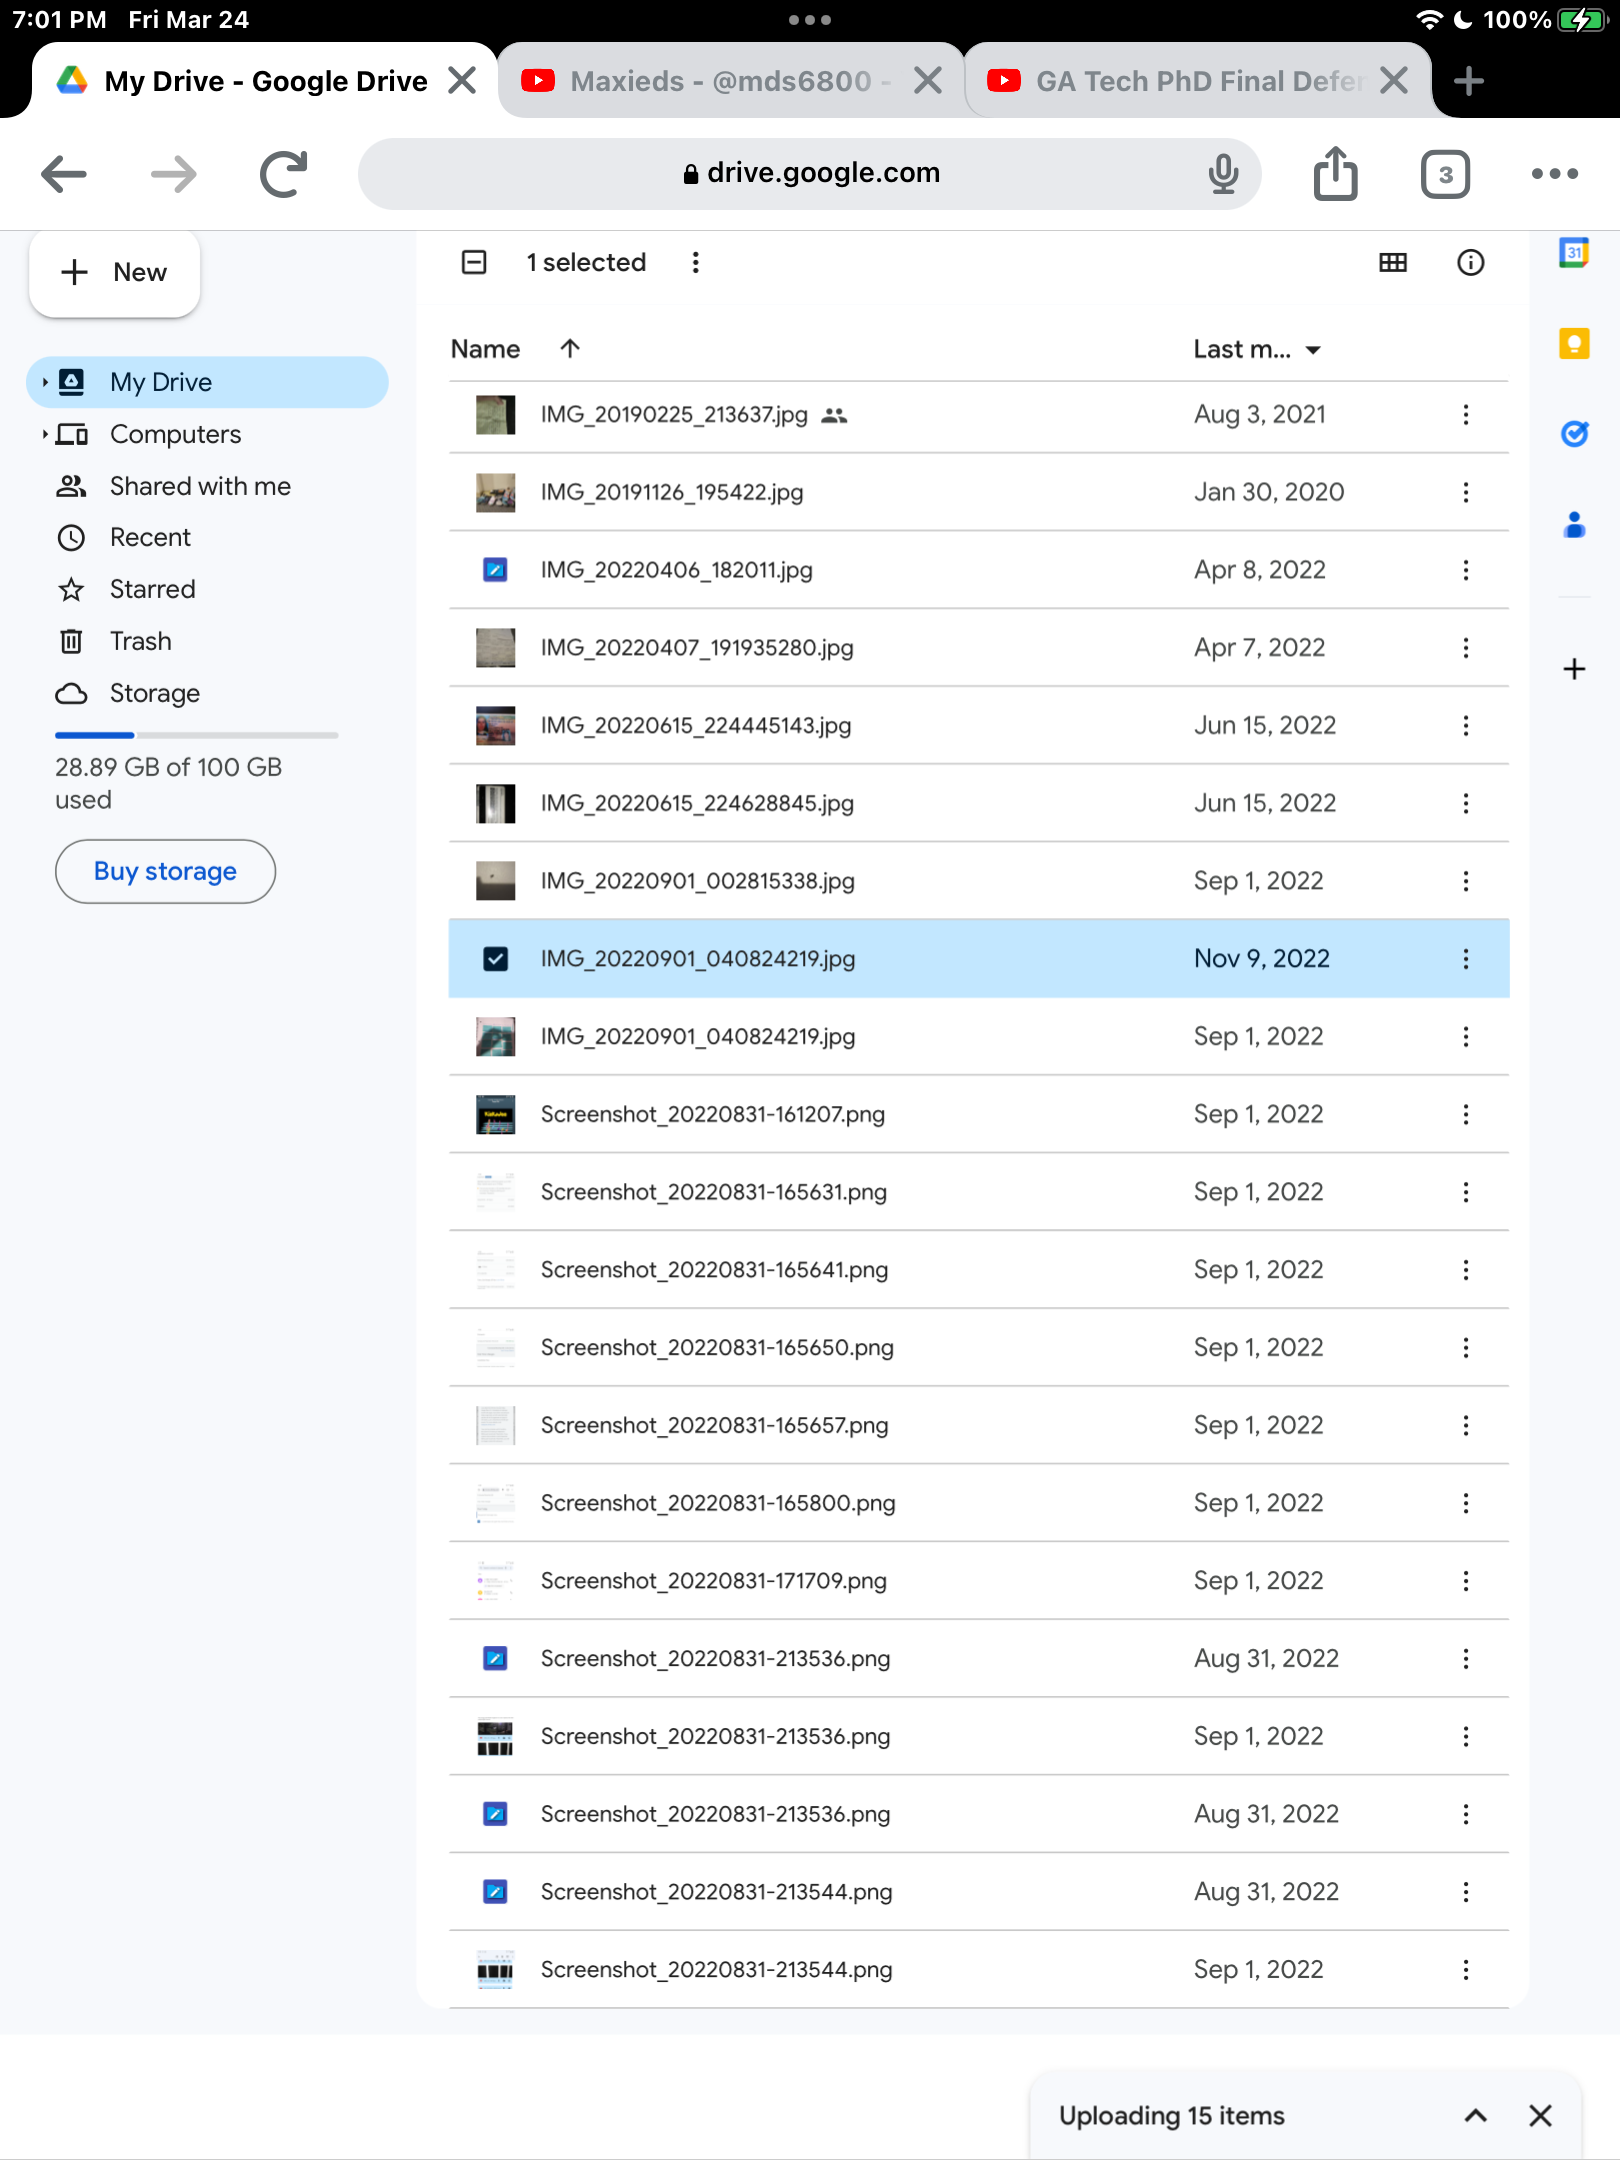 7:01 PM Fri Mar 24
100%
My Drive - Google Drive
Maxieds - @mds6800 -
GA Tech PhD Final Defer
drive.google.com
3
New
1 selected
31
Name
Last m...
My Drive
Computers
Shared with me
Recent
Starred
Trash
Storage
28.89 GB of 100 GB
used
Buy storage
IMG_20190225_213637.jpg Aug 3, 2021
IMG_20191126_195422.jpg Jan 30, 2020
IMG_20220406_182011.jpg Apr 8, 2022
IMG_20220407_191935280.jpg Apr 7, 2022
IMG_20220615_224445143.jpg Jun 15, 2022
IMG_20220615_224628845.jpg Jun 15, 2022
IMG_20220901_002815338.jpg Sep 1, 2022
IMG_20220901_040824219.jpg Nov 9, 2022
IMG_20220901_040824219.jpg Sep 1, 2022
Screenshot_20220831-161207.png Sep 1, 2022
Screenshot_20220831-165631.png Sep 1, 2022
Screenshot_20220831-165641.png Sep 1, 2022
Screenshot_20220831-165650.png Sep 1, 2022
Screenshot_20220831-165657.png Sep 1, 2022
Screenshot_20220831-165800.png Sep 1, 2022
Screenshot_20220831-171709.png Sep 1, 2022
Screenshot_20220831-213536.png Aug 31, 2022
Screenshot_20220831-213536.png Sep 1, 2022
Screenshot_20220831-213536.png Aug 31, 2022
Screenshot_20220831-213544.png Aug 31, 2022
Screenshot_20220831-213544.png Sep 1, 2022
Uploading 15 items